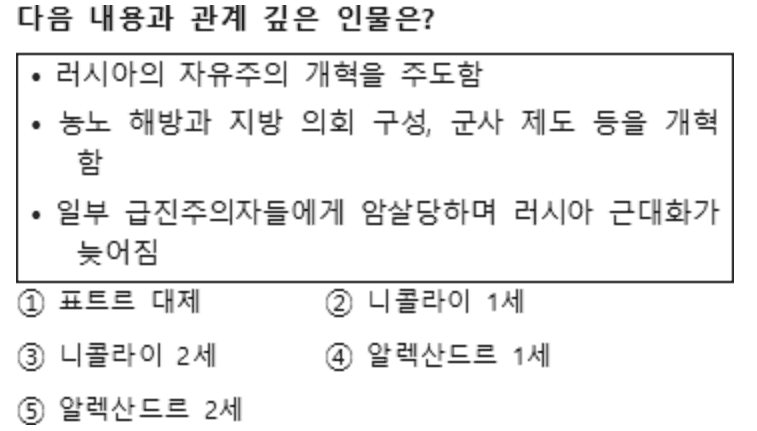 다음 내용과 관계 깊은 인물은?
• 러시아의 자유주의 개혁을 주도함
• 농노 해방과 지방 의회 구성, 군사 제도 등을 개혁
함
• 일부 급진주의자들에게 암살당하며 러시아 근대화가
늦어짐
① 표트르 대제 ② 니콜라이 1세
③ 니콜라이 2세 ④ 알렉산드르 1세
⑤ 알렉산드르 2세